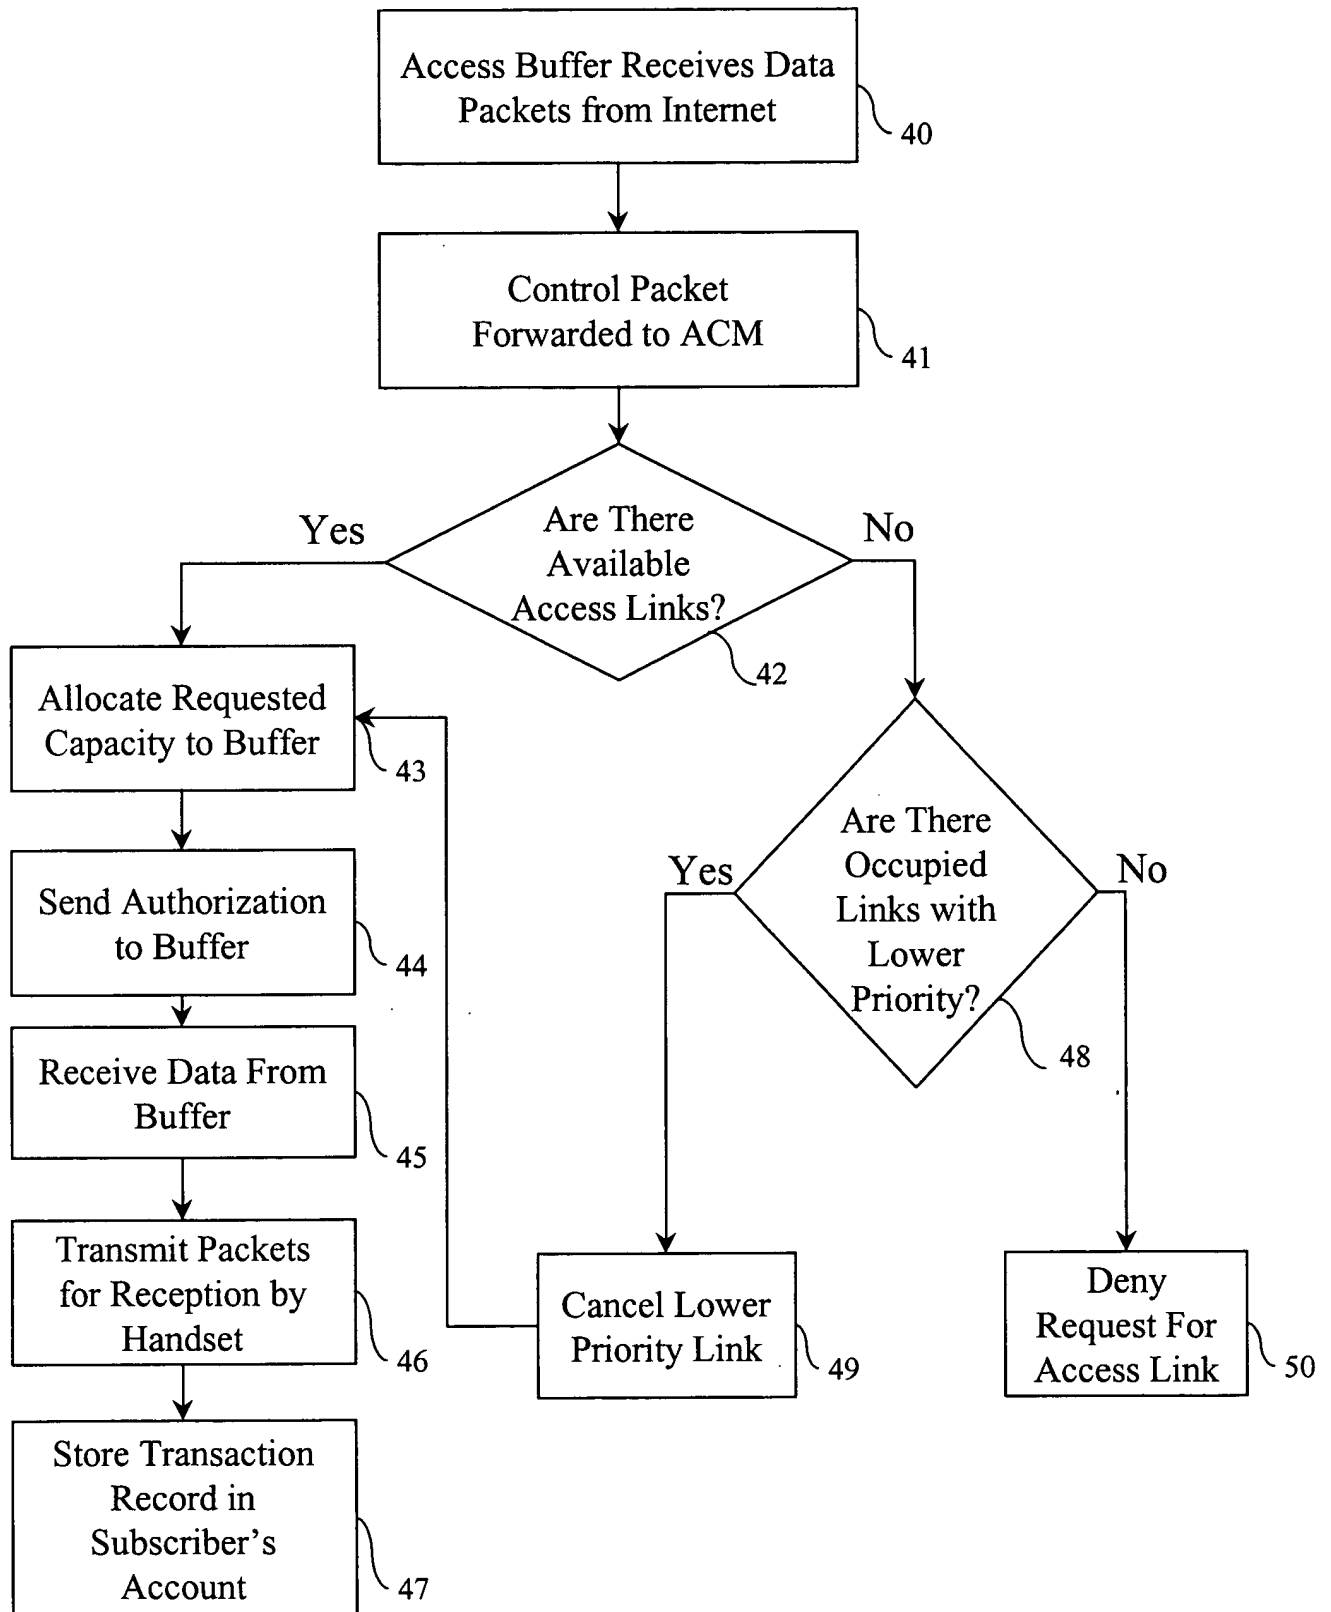 Access Buffer Receives Data
Packets from Internet
40
Control Packet
Forwarded to ACM
41
Are There
Available
Access Links?
42
Yes
No
Allocate Requested
Capacity to Buffer
43
Send Authorization
to Buffer
44
Receive Data From
Buffer
45
Transmit Packets
for Reception by
Handset
46
Store Transaction
Record in
Subscriber's
Account
47
Are There
Occupied
Links with
Lower
Priority?
48
Yes
No
Cancel Lower
Priority Link
49
Deny
Request For
Access Link
50